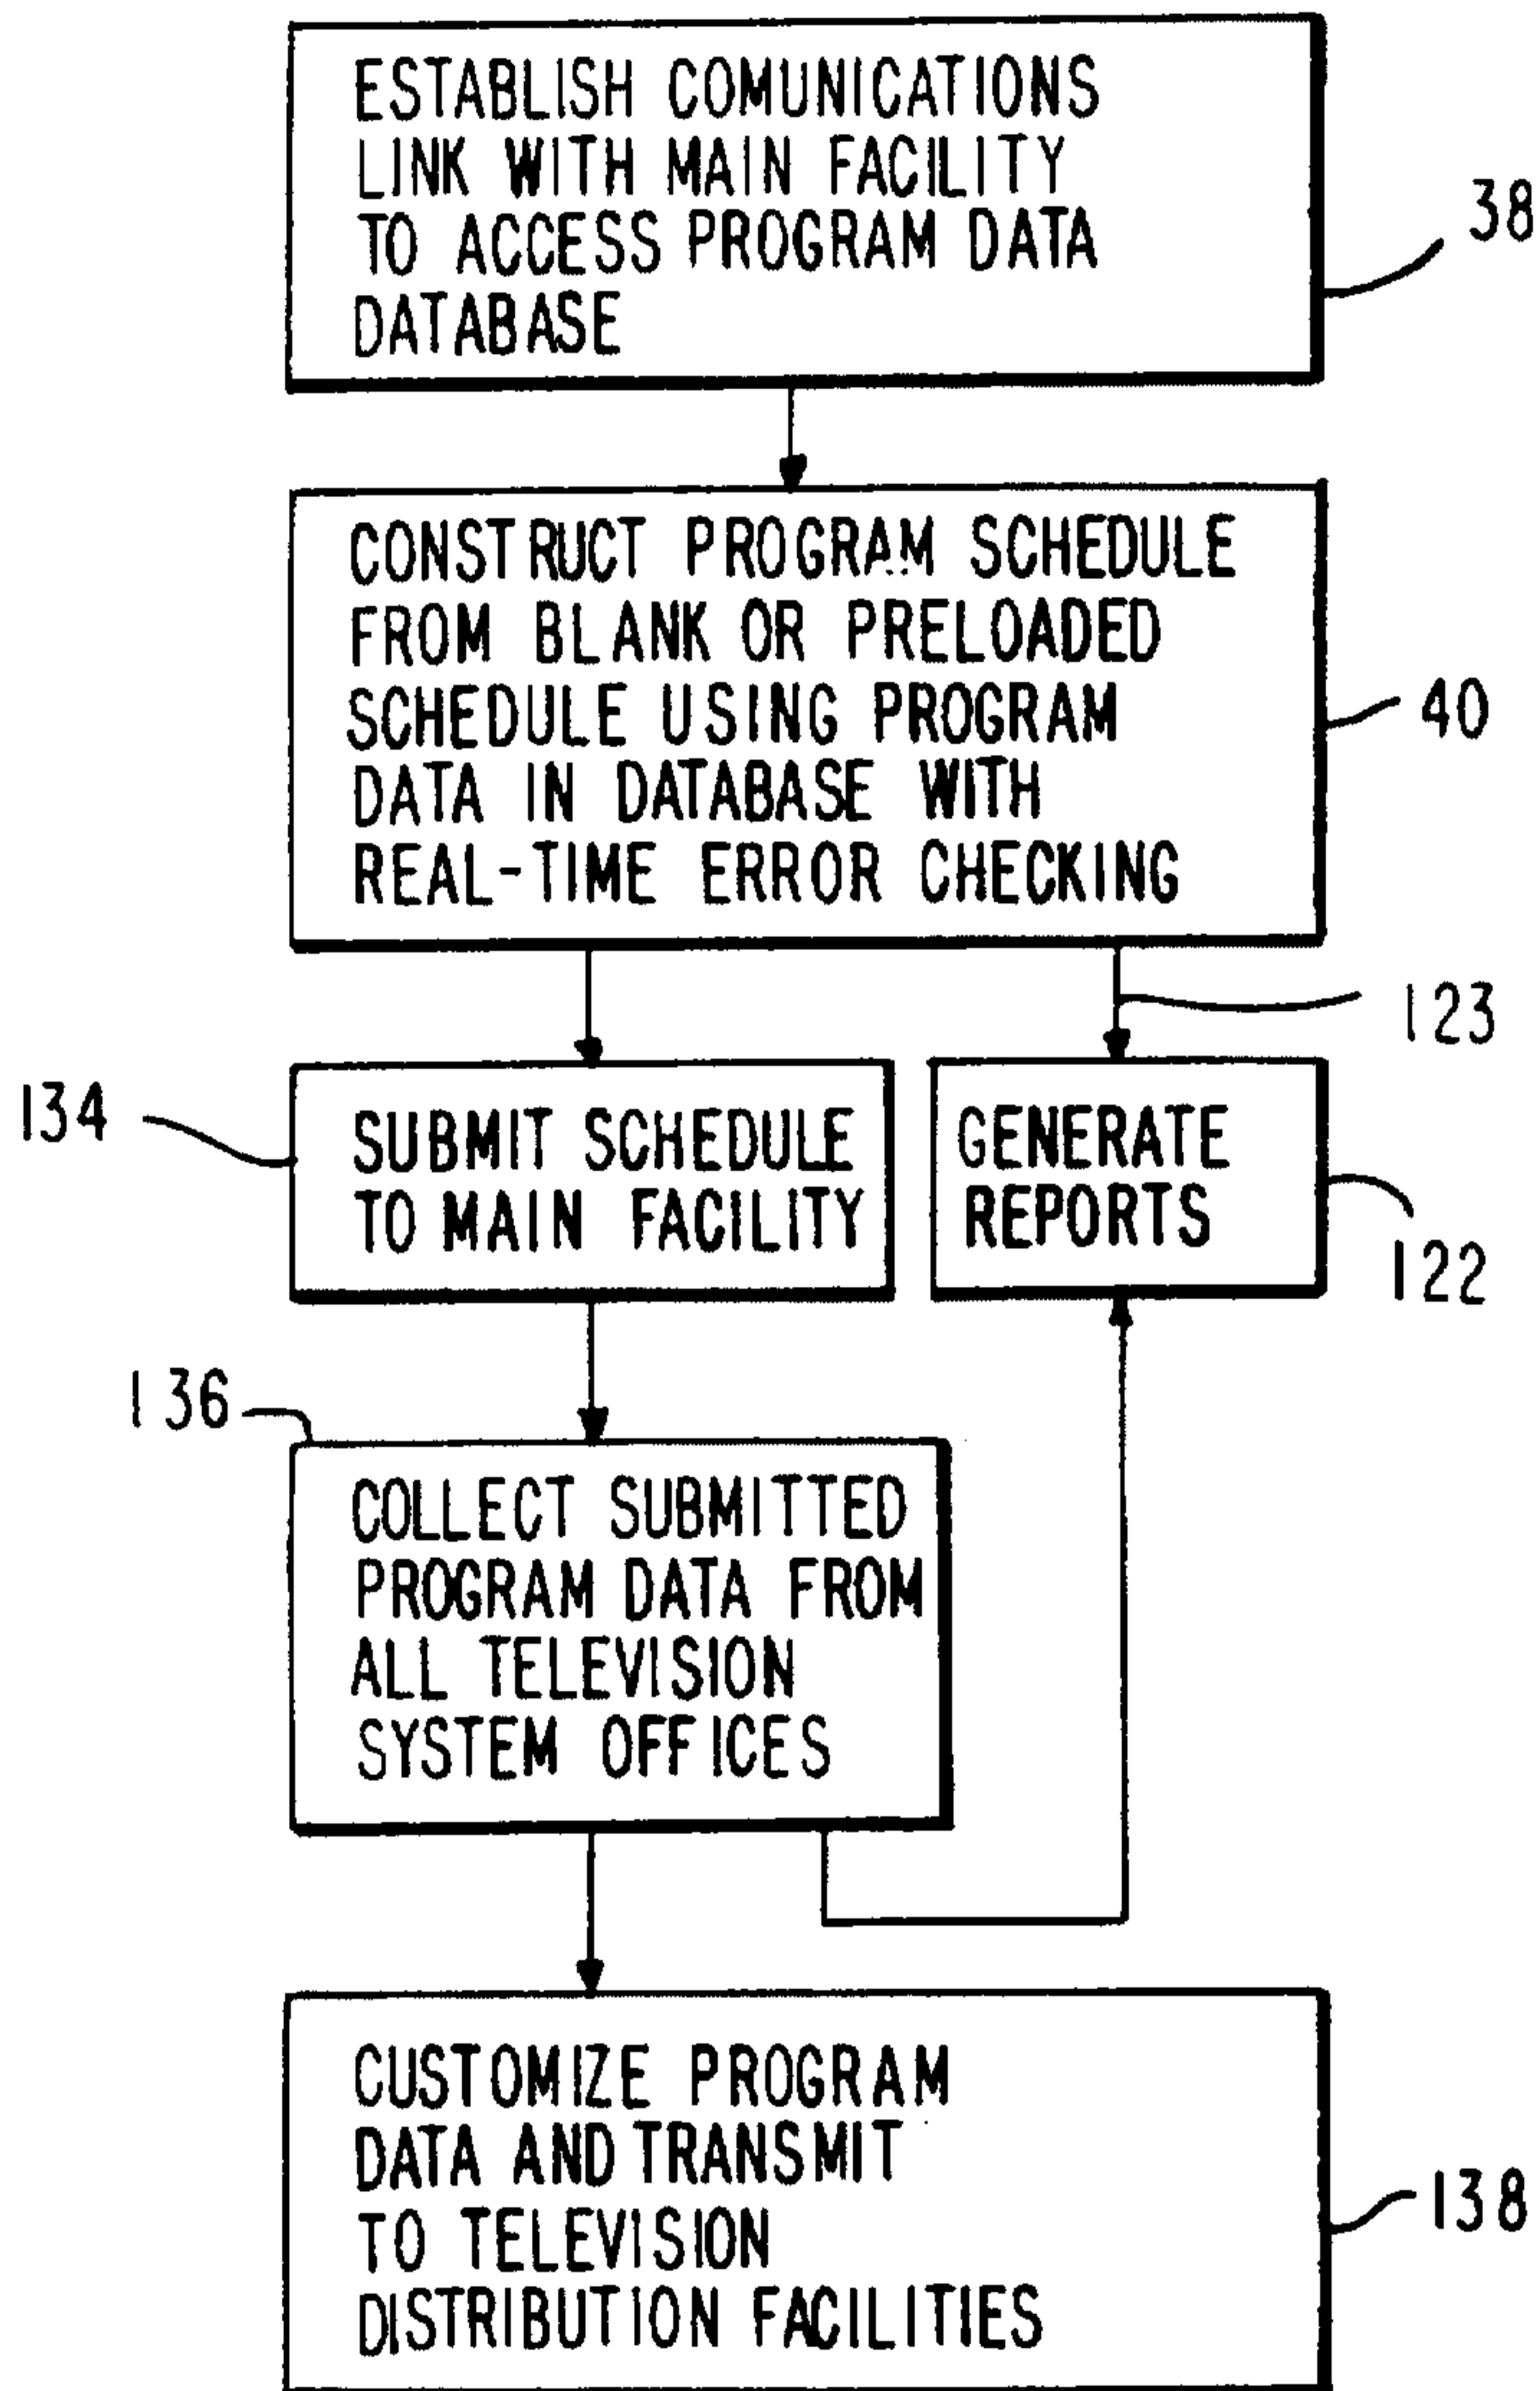 ESTABLISH COMUNICATIONS
LINK WITH MAIN FACILITY
TO ACCESS PROGRAM DATA
DATABASE
38
CONSTRUCT PROGRAM SCHEDULE
FROM BLANK OR PRELOADED
SCHEDULE USING PROGRAM
DATA IN DATABASE WITH
REAL-TIME ERROR CHECKING
40
123
134
SUBMIT SCHEDULE
TO MAIN FACILITY
GENERATE
REPORTS
122
136
COLLECT SUBMITTED
PROGRAM DATA FROM
ALL TELEVISION
SYSTEM OFFICES
CUSTOMIZE PROGRAM
DATA AND TRANSMIT
TO TELEVISION
DISTRIBUTION FACILITIES
138